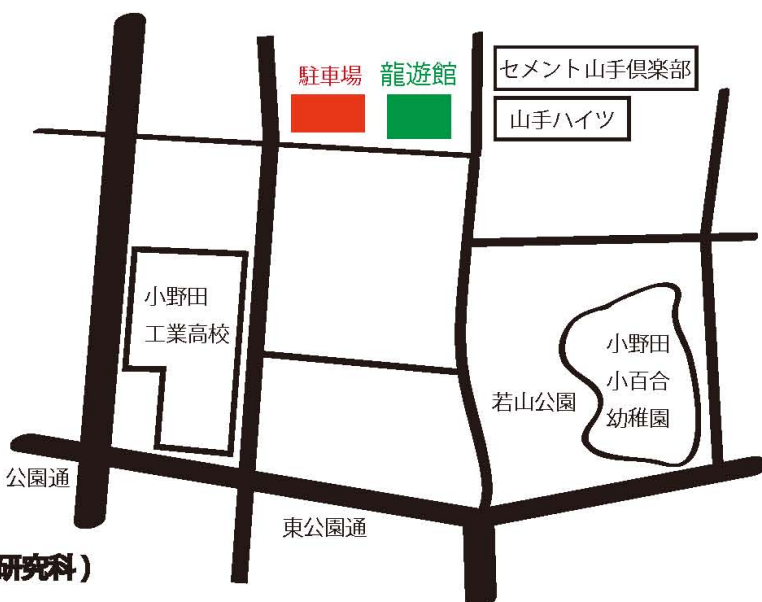 駐車場
龍遊館
セメント山手倶楽部
山手ハイツ
小野田
工業高校
小野田
小百合
幼稚園
若山公園
公園通
東公園通
研究科）